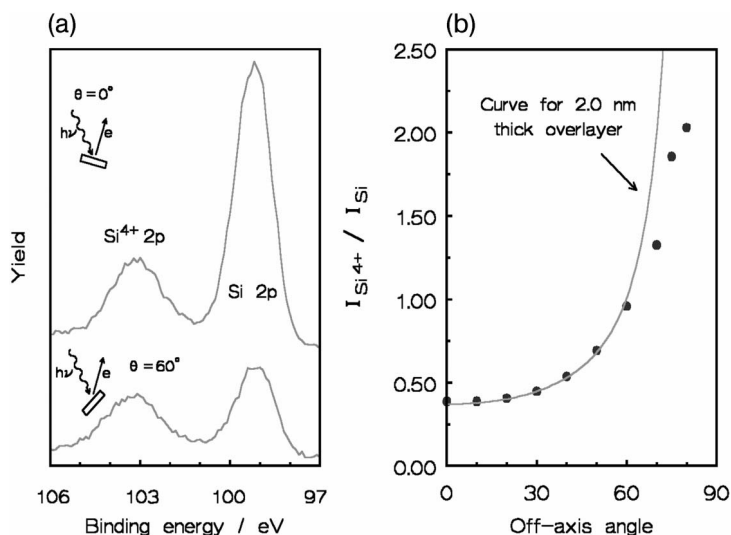 (a)
θ = 0°
hν
e
Si⁴⁺ 2p
Si 2p
Yield
hν
e
θ = 60°
106
103
100
97
Binding energy / eV
(b)
2.50
2.00
1.50
1.00
0.50
0.00
Curve for 2.0 nm
thick overlayer
I Si⁴⁺ / I Si
0
30
60
90
Off-axis angle